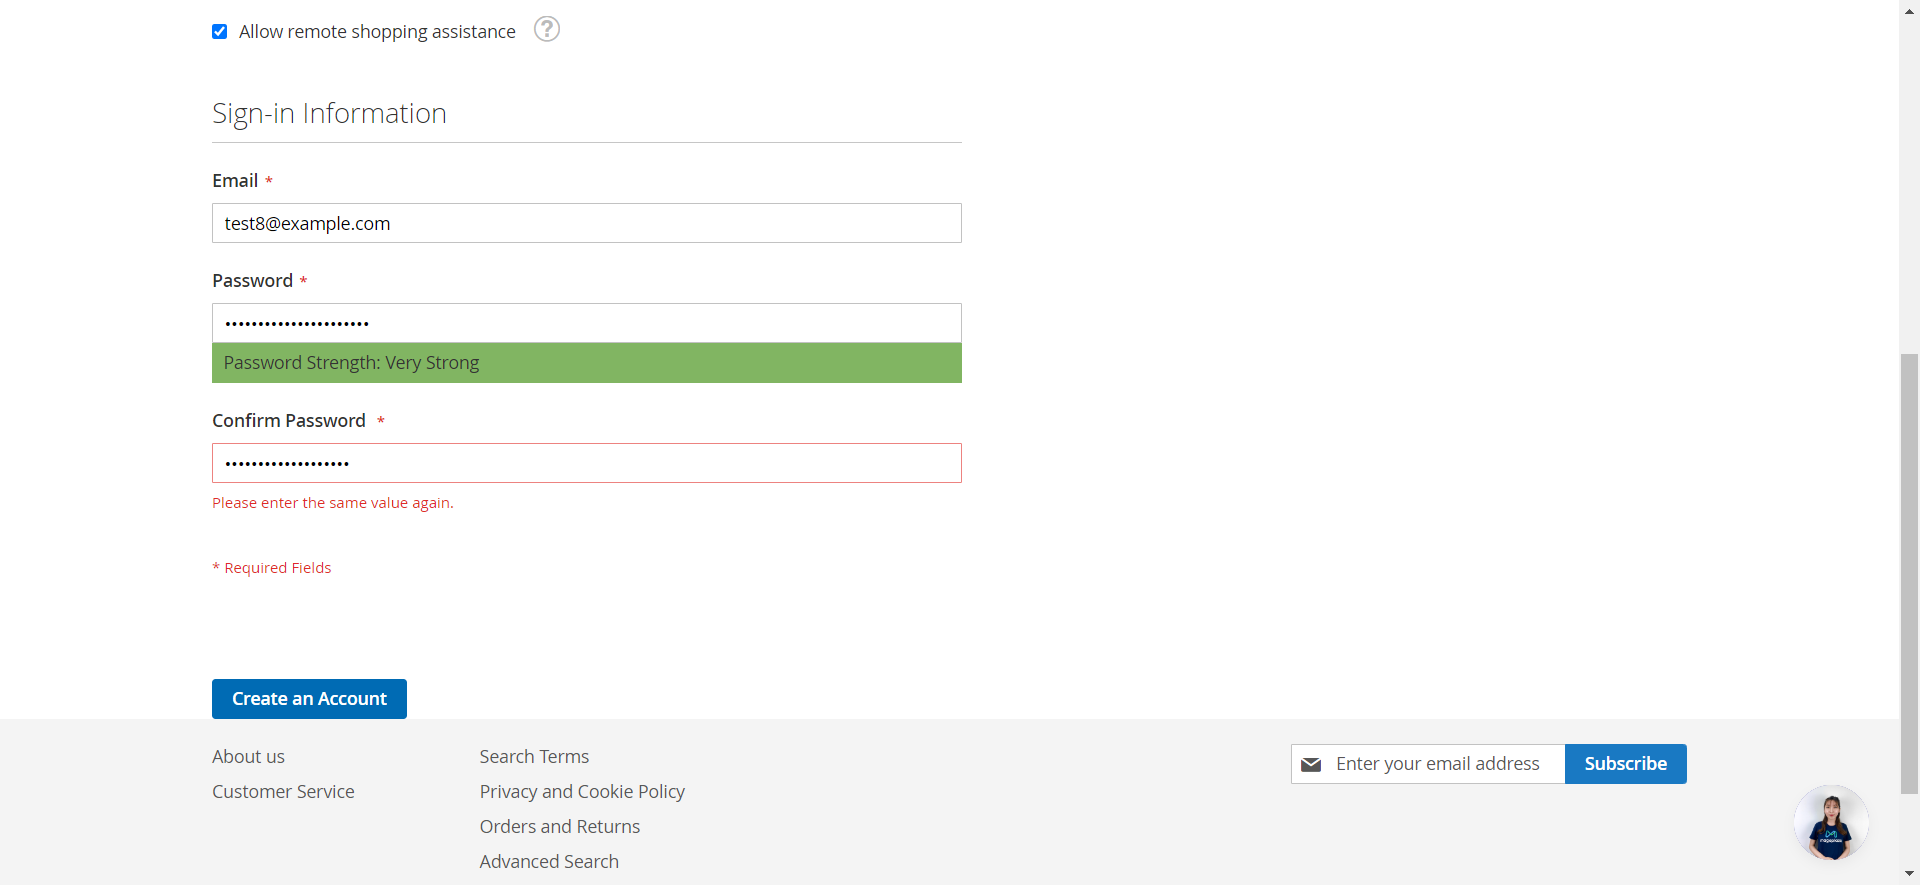 Allow remote shopping assistance ?
Sign-in Information
Email *
test8@example.com
Password *
••••••••••••••••••••••
Password Strength: Very Strong
Confirm Password *
•••••••••••••••••••
Please enter the same value again.
* Required Fields
Create an Account
About us
Customer Service
Search Terms
Privacy and Cookie Policy
Orders and Returns
Advanced Search
Enter your email address
Subscribe